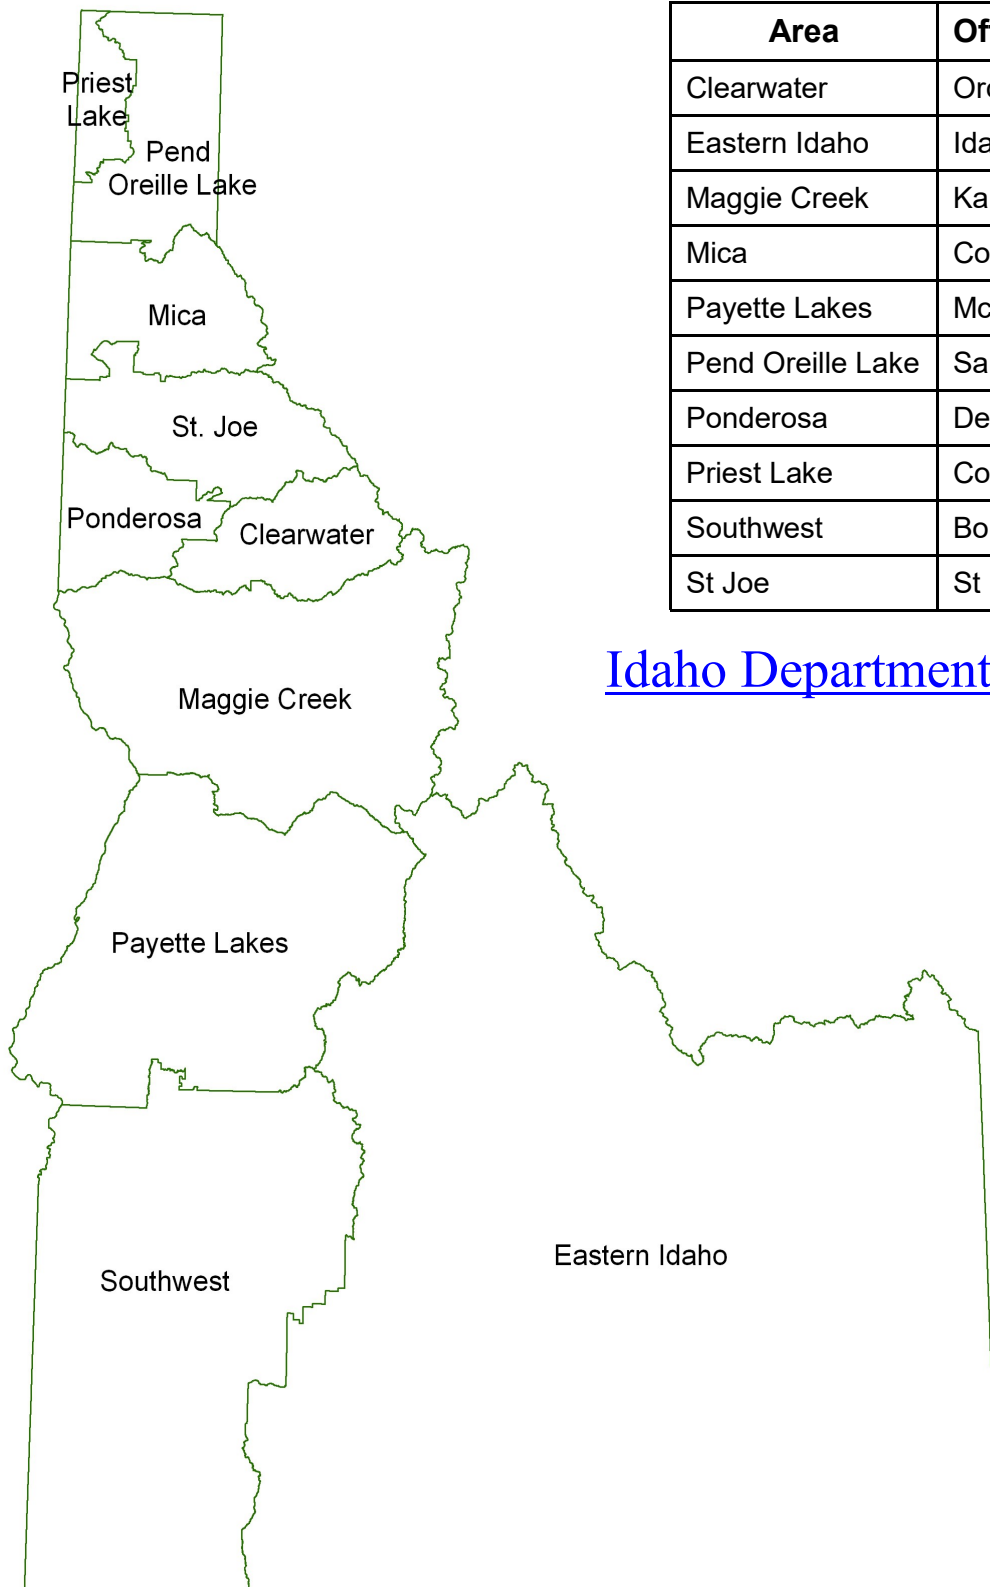 Priest
Lake
Pend
Oreille Lake
Mica
St. Joe
Ponderosa
Clearwater
Maggie Creek
Payette Lakes
Southwest
Eastern Idaho
Area
Clearwater
Eastern Idaho
Maggie Creek
Mica
Payette Lakes
Pend Oreille Lake
Ponderosa
Priest Lake
Southwest
St Joe St
Idaho Department